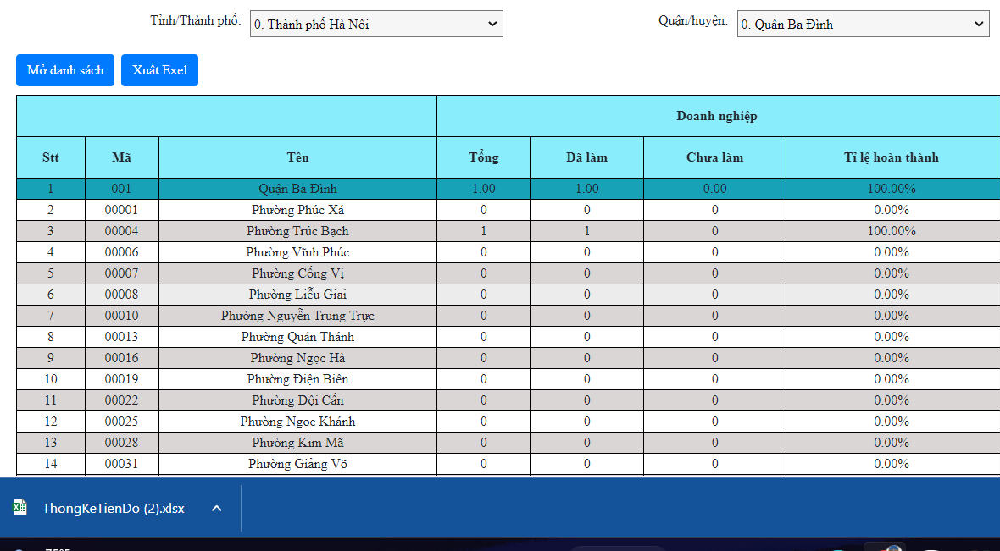 Tỉnh/Thành phố: 0. Thành phố Hà Nội Quận/huyện: 0. Quận Ba Đình
Mở danh sách Xuất Exel
Doanh nghiệp
Stt Mã Tên Tổng Đã làm Chưa làm Tỉ lệ hoàn thành
1 001 Quận Ba Đình 1.00 1.00 0.00 100.00%
2 00001 Phường Phúc Xá 0 0 0 0.00%
3 00004 Phường Trúc Bạch 1 1 0 100.00%
4 00006 Phường Vĩnh Phúc 0 0 0 0.00%
5 00007 Phường Cống Vị 0 0 0 0.00%
6 00008 Phường Liễu Giai 0 0 0 0.00%
7 00010 Phường Nguyễn Trung Trực 0 0 0 0.00%
8 00013 Phường Quán Thánh 0 0 0 0.00%
9 00016 Phường Ngọc Hà 0 0 0 0.00%
10 00019 Phường Điện Biên 0 0 0 0.00%
11 00022 Phường Đội Cấn 0 0 0 0.00%
12 00025 Phường Ngọc Khánh 0 0 0 0.00%
13 00028 Phường Kim Mã 0 0 0 0.00%
14 00031 Phường Giảng Võ 0 0 0 0.00%
ThongKeTienDo (2).xlsx